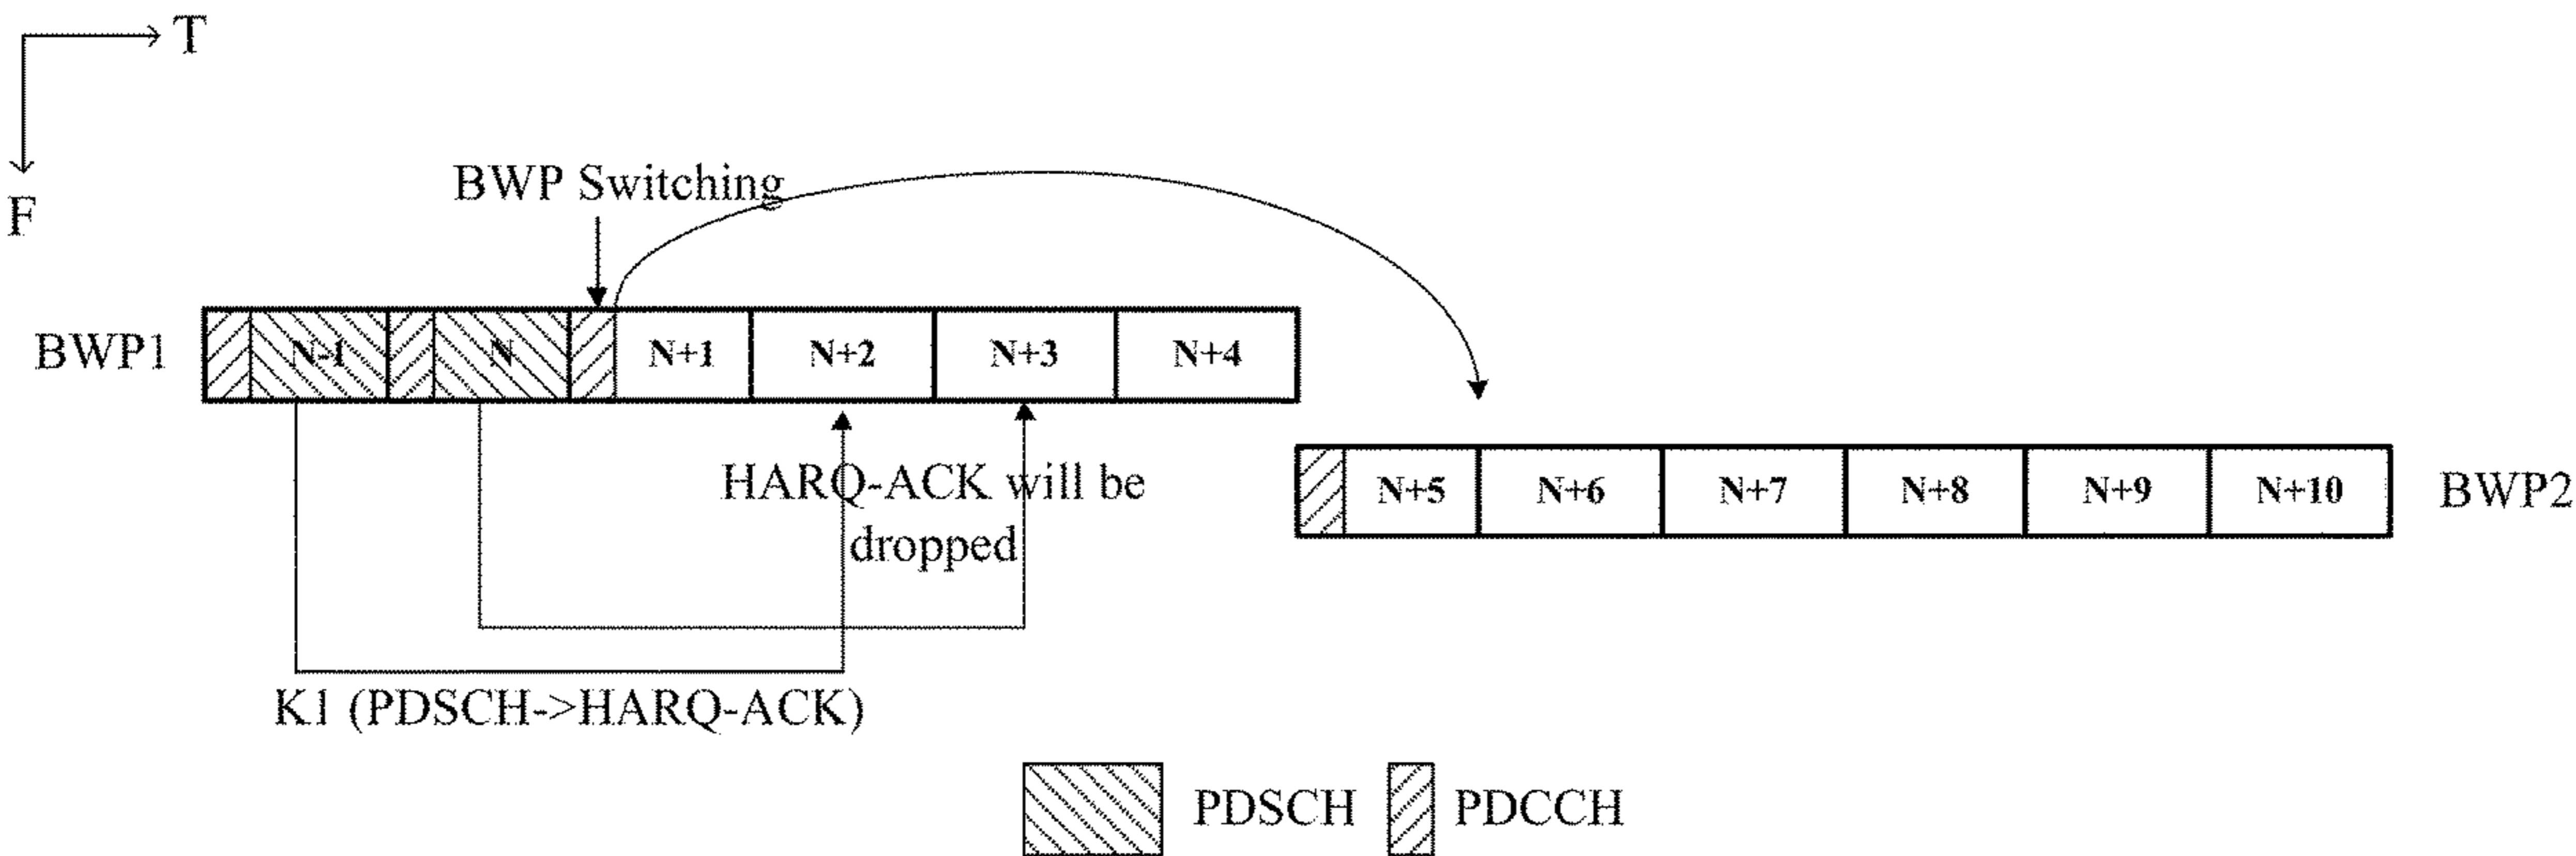 T
F
BWP Switching
BWP1
N-1 N N+1 N+2 N+3 N+4
HARQ-ACK will be
dropped
N+5 N+6 N+7 N+8 N+9 N+10
BWP2
K1 (PDSCH->HARQ-ACK)
PDSCH PDCCH